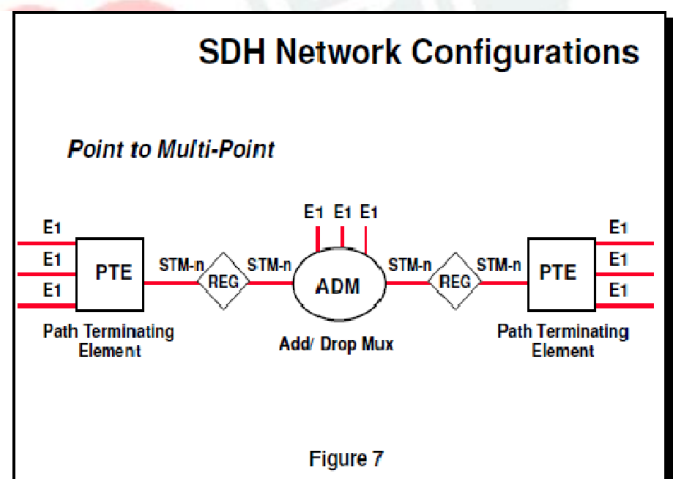 SDH Network Configurations
Point to Multi-Point
E1 E1 E1
E1
E1
E1
PTE
STM-n
REG
STM-n
ADM
STM-n
REG
STM-n
PTE
E1
E1
E1
Path Terminating
Element
Add/ Drop Mux
Path Terminating
Element
Figure 7